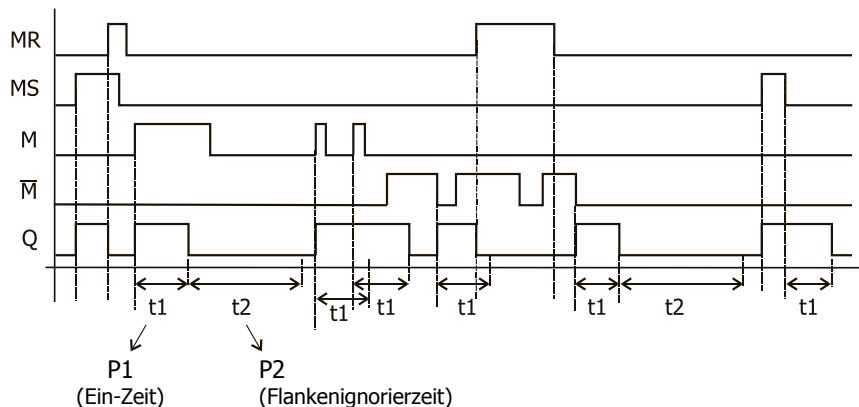 MR
MS
M
M̅
Q
t1 t2 t1 t1 t1 t1 t2 t1
P1 P2
(Ein-Zeit) (Flankenignorierzeit)